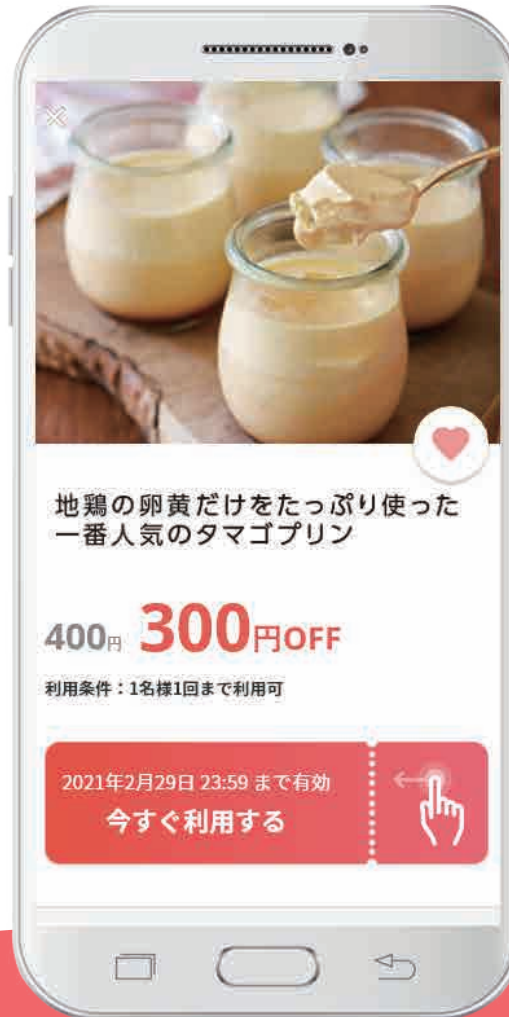 地鶏の卵黄だけをたっぷり使った
一番人気のタマゴプリン
400円 300円OFF
利用条件：1名様1回まで利用可
2021年2月29日 23:59 まで有効
今すぐ利用する